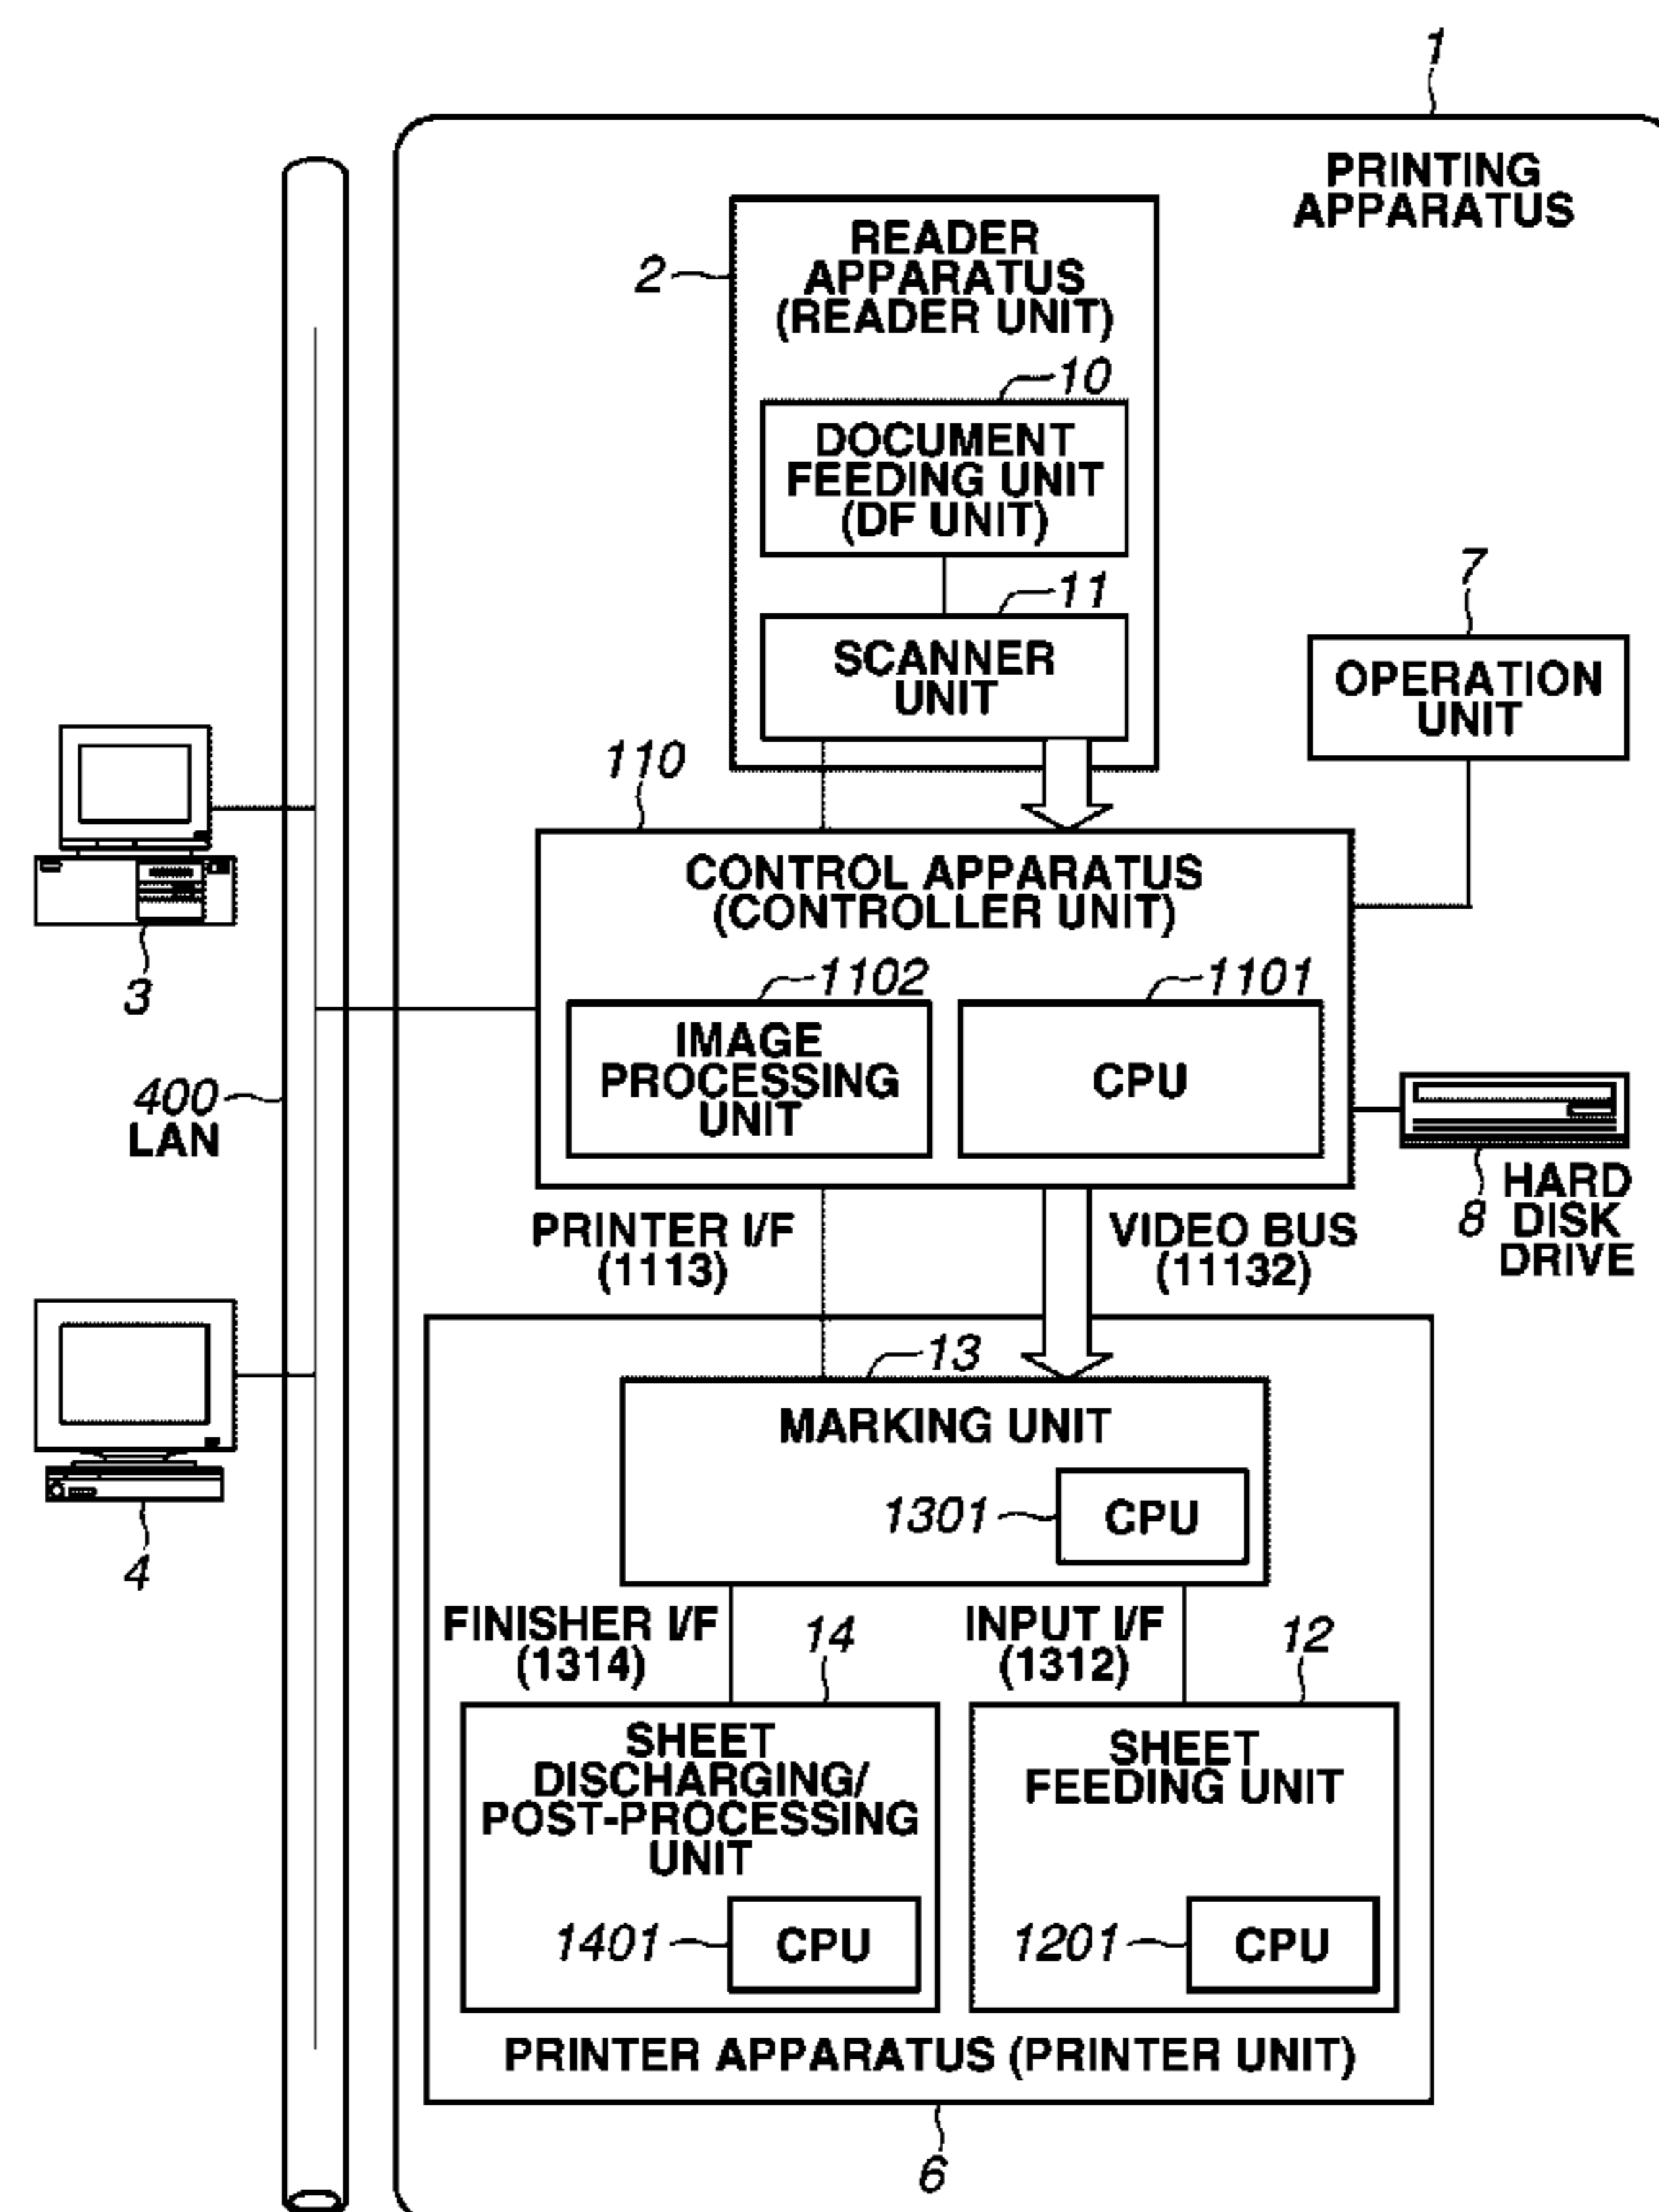 1
PRINTING
APPARATUS
READER
APPARATUS
(READER UNIT)
2
10
DOCUMENT
FEEDING UNIT
(DF UNIT)
11
SCANNER
UNIT
7
OPERATION
UNIT
110
CONTROL APPARATUS
(CONTROLLER UNIT)
3
1102
IMAGE
PROCESSING
UNIT
1101
CPU
400
LAN
8
HARD
DISK
DRIVE
PRINTER I/F
(1113)
VIDEO BUS
(11132)
13
MARKING UNIT
1301
CPU
4
FINISHER I/F
(1314)
14
INPUT I/F
(1312)
12
SHEET
DISCHARGING/
POST-PROCESSING
UNIT
1401
CPU
SHEET
FEEDING UNIT
1201
CPU
PRINTER APPARATUS (PRINTER UNIT)
6